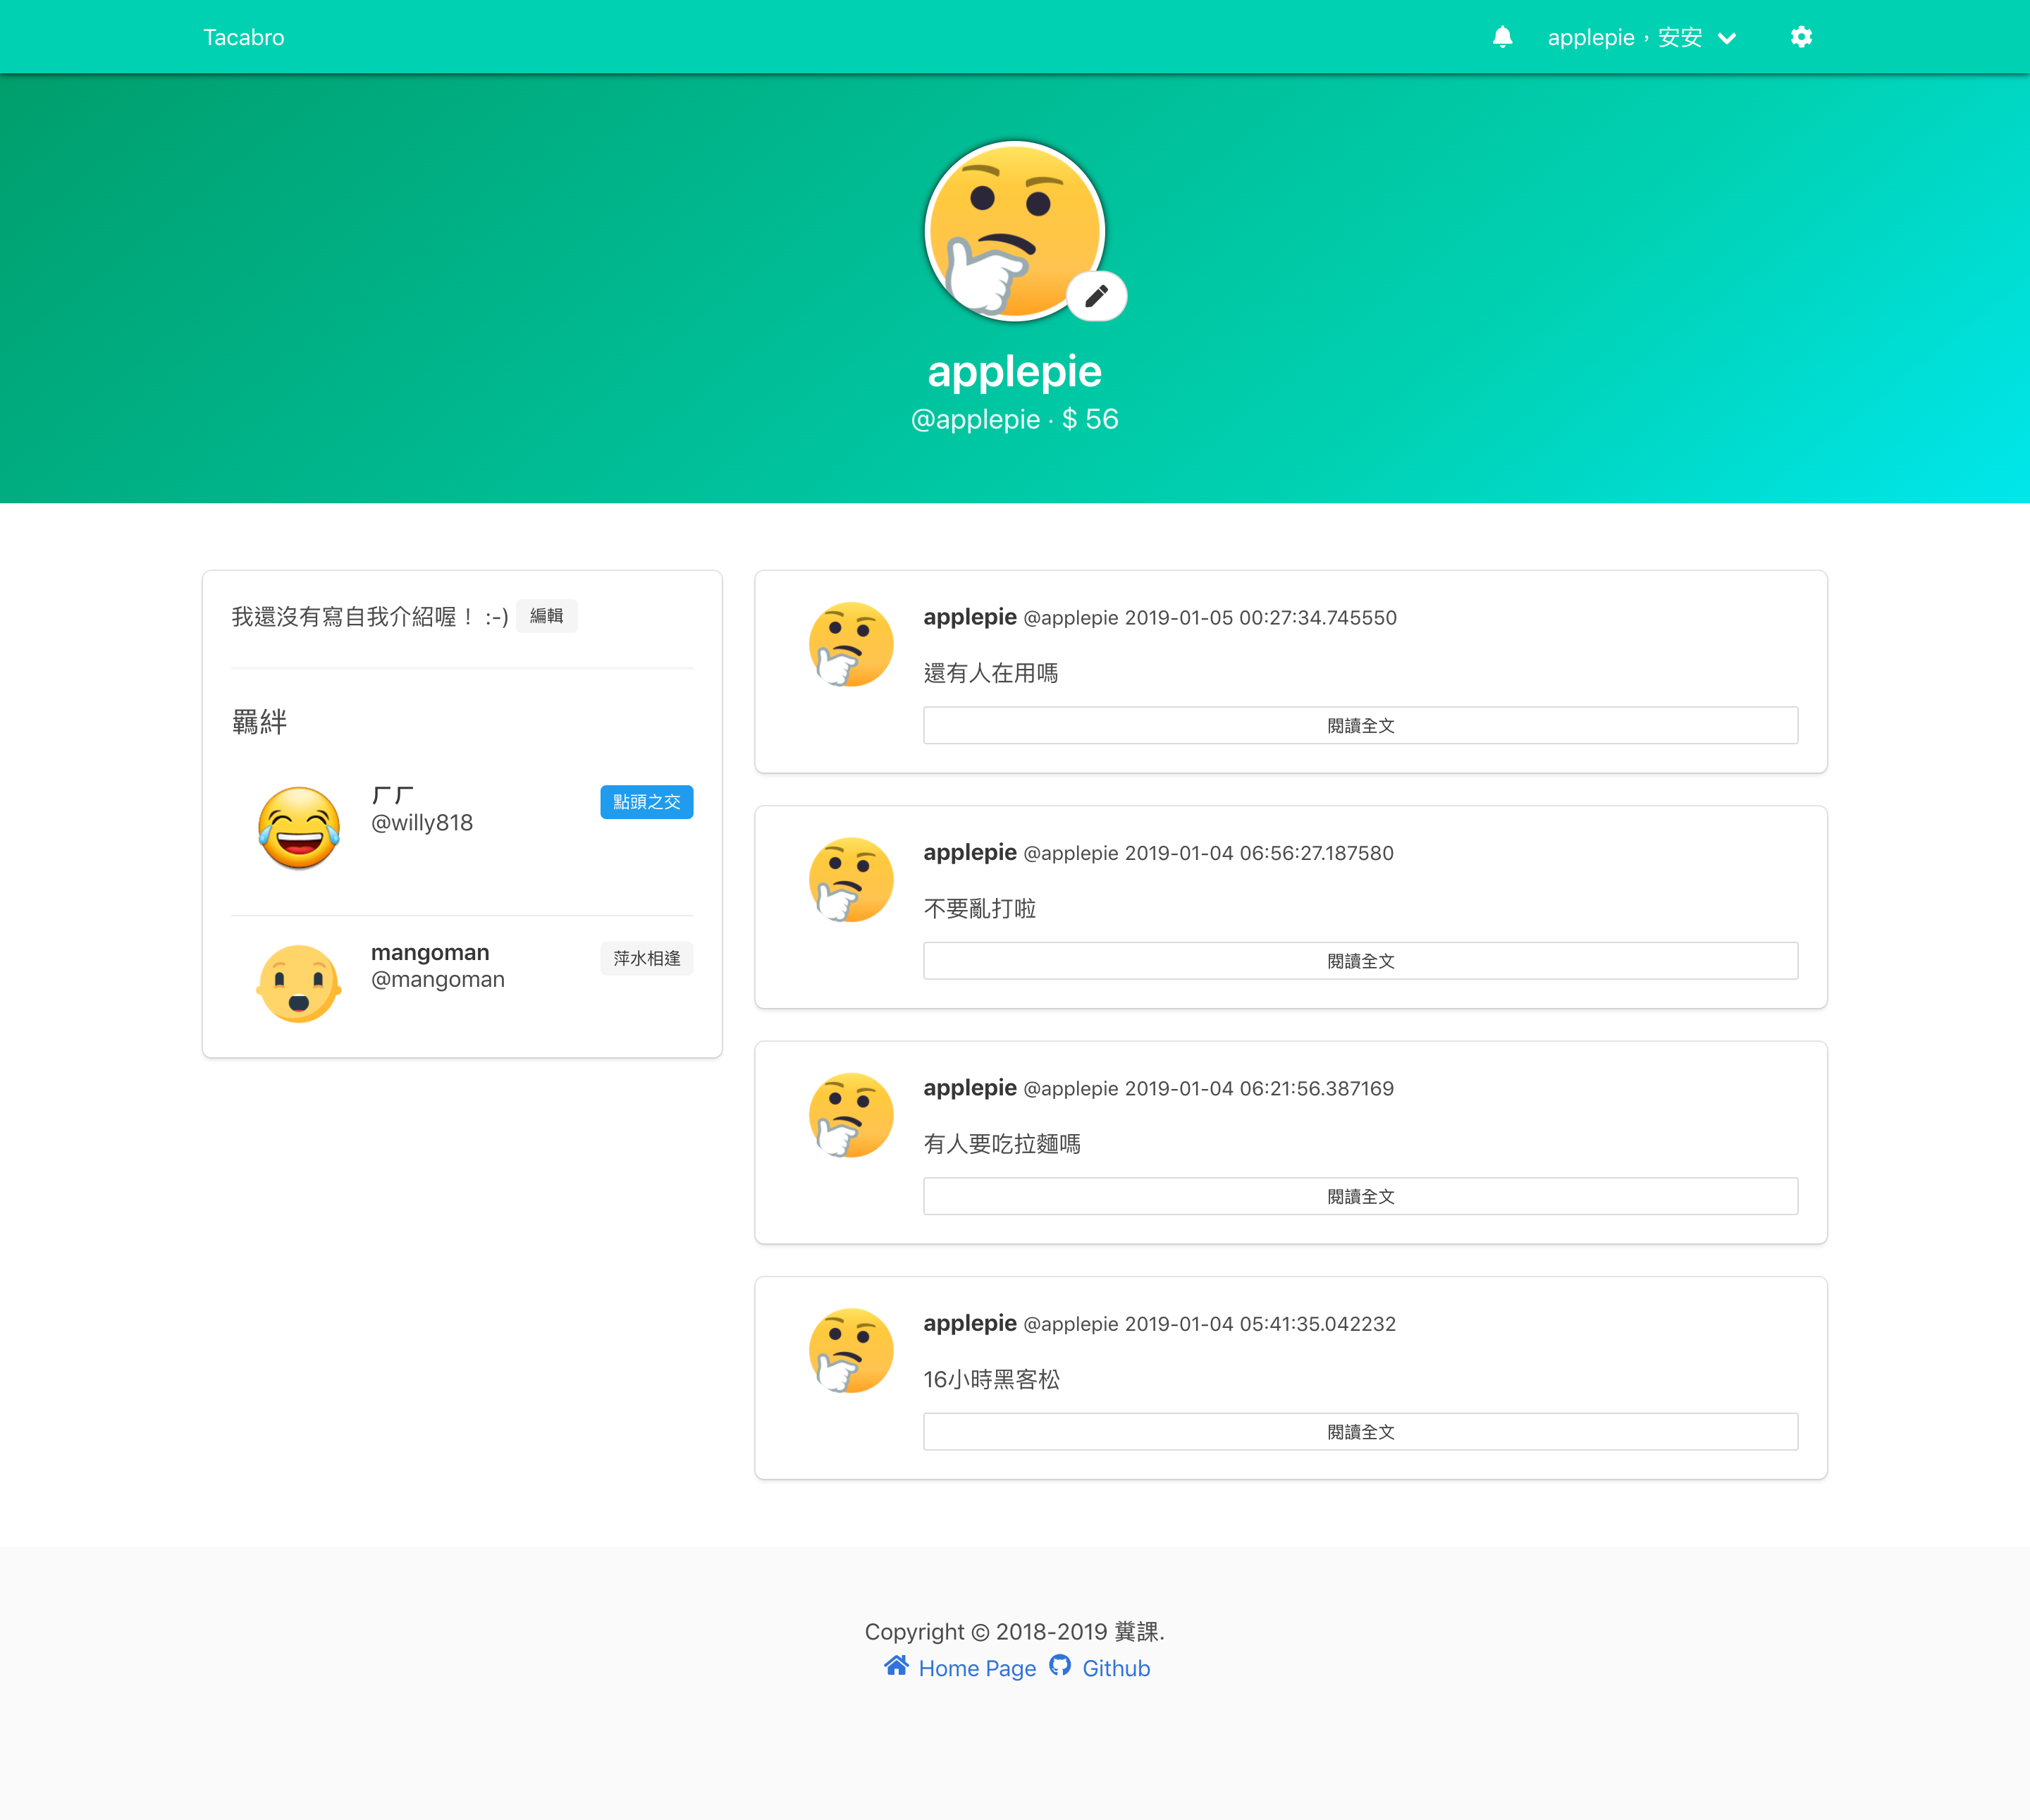 Tacabro
applepie，安安
applepie
@applepie · $ 56
我還沒有寫自我介紹喔！ :-) 編輯
羈絆
ㄏㄏ 點頭之交
@willy818
mangoman 萍水相逢
@mangoman
applepie @applepie 2019-01-05 00:27:34.745550
還有人在用嗎
閱讀全文
applepie @applepie 2019-01-04 06:56:27.187580
不要亂打啦
閱讀全文
applepie @applepie 2019-01-04 06:21:56.387169
有人要吃拉麵嗎
閱讀全文
applepie @applepie 2019-01-04 05:41:35.042232
16小時黑客松
閱讀全文
Copyright © 2018-2019 糞課.
Home Page Github